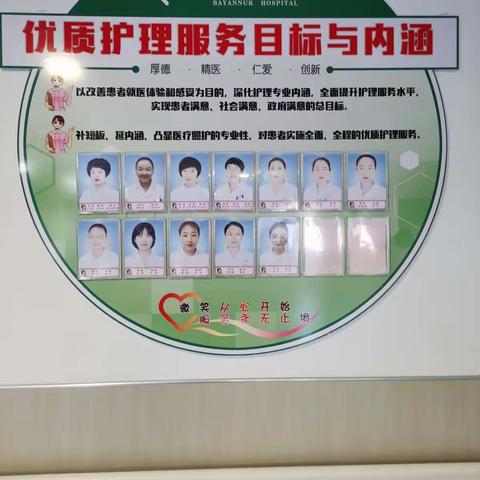 BAYANNUR HOSPITAL
优质护理服务目标与内涵
厚德 · 精医 · 仁爱 · 创新
以改善患者就医体验和感受为目的，深化护理专业内涵，全面提升护理服务水平，
实现患者满意、社会满意、政府满意的总目标。
补短板、延内涵、凸显医疗照护的专业性，对患者实施全面、全程的优质护理服务。
微笑从心开始
服务永无止境